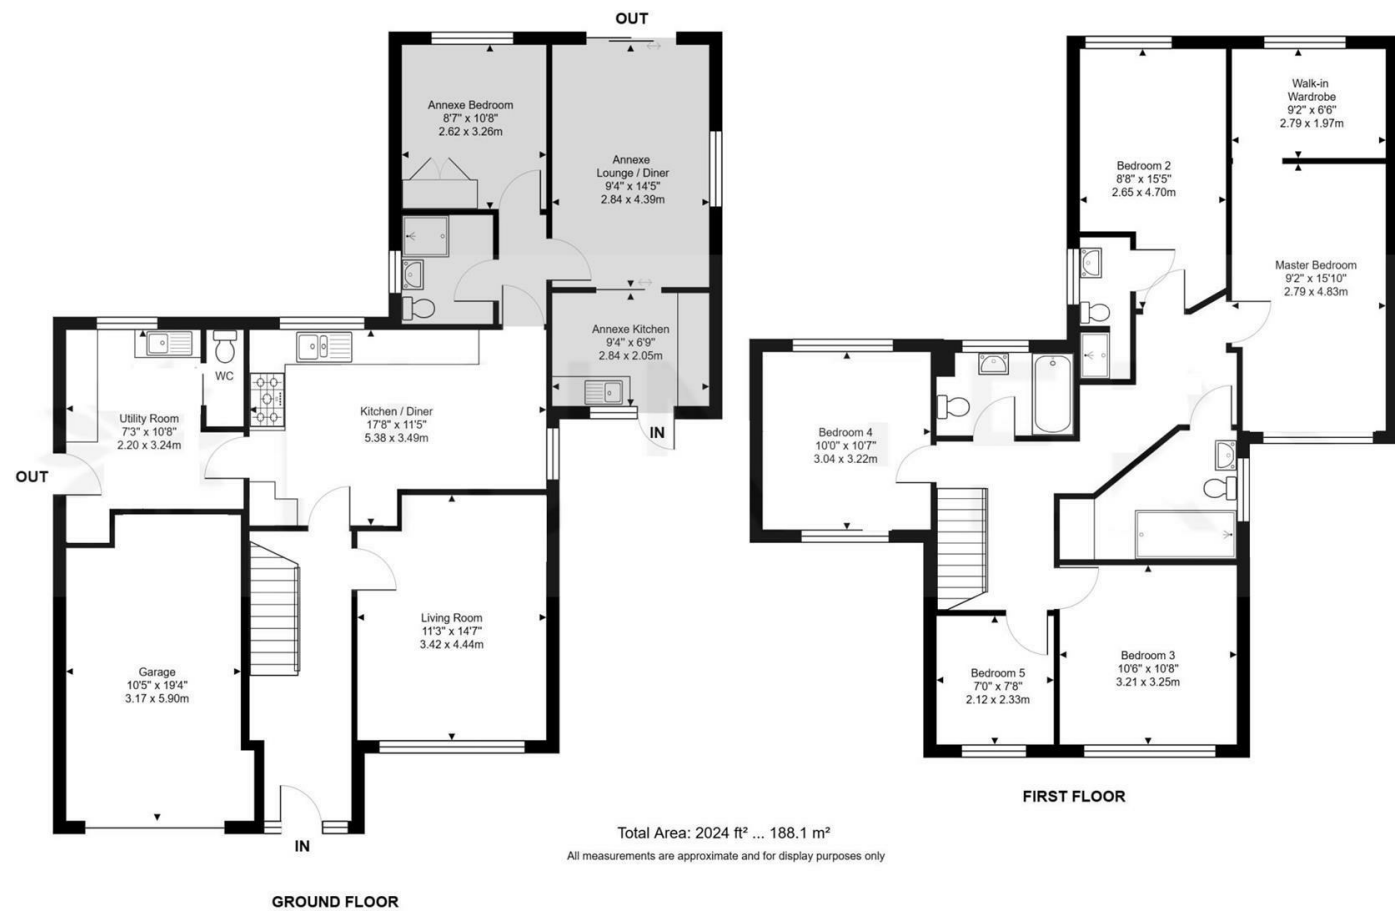 OUT
Annexe Bedroom
8'7" x 10'8"
2.62 x 3.26m
Annexe
Lounge / Diner
9'4" x 14'5"
2.84 x 4.39m
Annexe Kitchen
9'4" x 6'9"
2.84 x 2.05m
IN
WC
Utility Room
7'3" x 10'8"
2.20 x 3.24m
Kitchen / Diner
17'8" x 11'5"
5.38 x 3.49m
OUT
Living Room
11'3" x 14'7"
3.42 x 4.44m
Garage
10'5" x 19'4"
3.17 x 5.90m
IN
GROUND FLOOR
Walk-in
Wardrobe
9'2" x 6'6"
2.79 x 1.97m
Bedroom 2
8'8" x 15'5"
2.65 x 4.70m
Master Bedroom
9'2" x 15'10"
2.79 x 4.83m
Bedroom 4
10'0" x 10'7"
3.04 x 3.22m
Bedroom 3
10'6" x 10'8"
3.21 x 3.25m
Bedroom 5
7'0" x 7'8"
2.12 x 2.33m
FIRST FLOOR
Total Area: 2024 ft² ... 188.1 m²
All measurements are approximate and for display purposes only